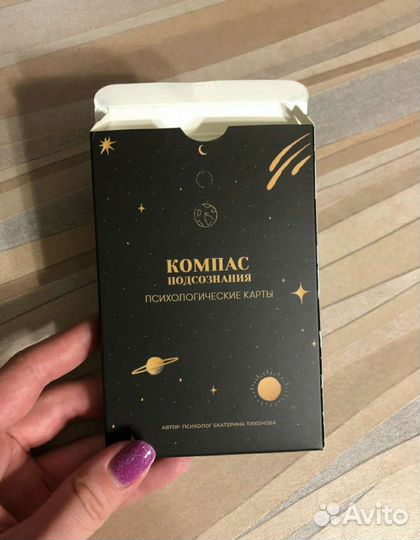 КОМПАС
ПОДСОЗНАНИЯ
ПСИХОЛОГИЧЕСКИЕ КАРТЫ
АВТОР: ПСИХОЛОГ ЕКАТЕРИНА ТИХОНОВА
Avito